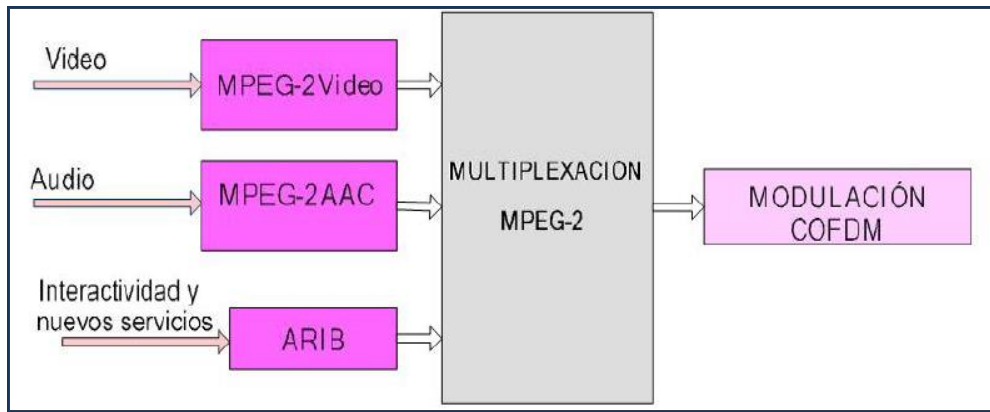 Video
MPEG-2Video
Audio
MPEG-2AAC
Interactividad y
nuevos servicios
ARIB
MULTIPLEXACION
MPEG-2
MODULACIÓN
COFDM